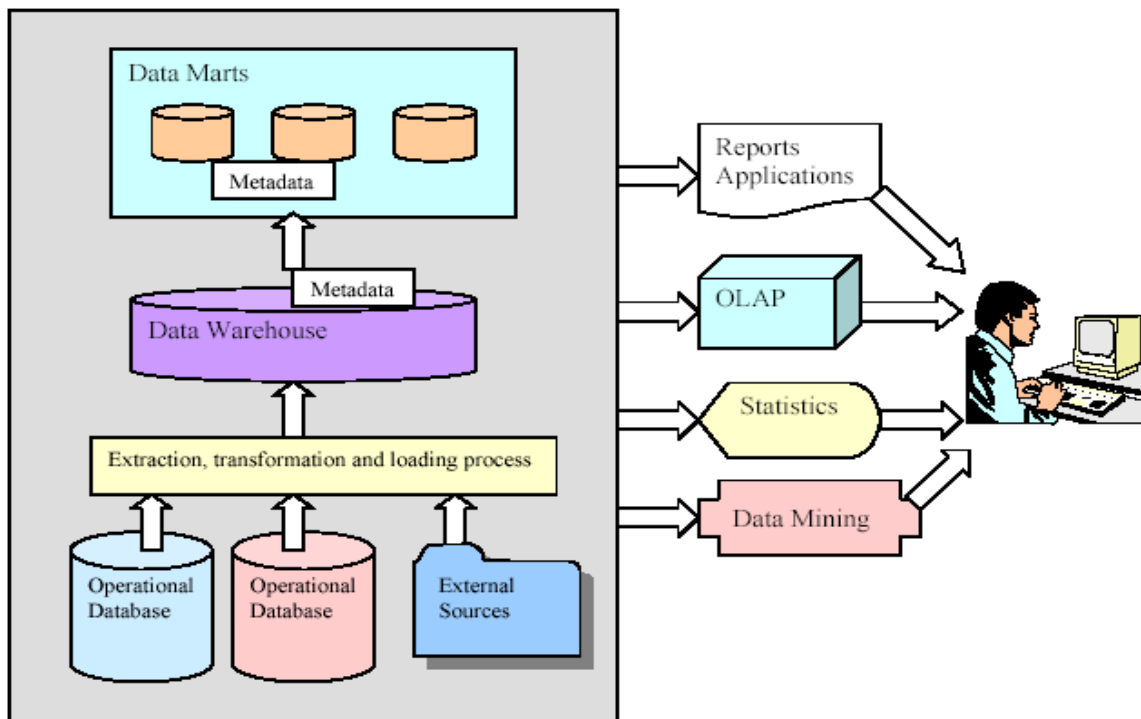 Data Marts
Metadata
Metadata
Data Warehouse
Extraction, transformation and loading process
Operational
Database
Operational
Database
External
Sources
Reports
Applications
OLAP
Statistics
Data Mining